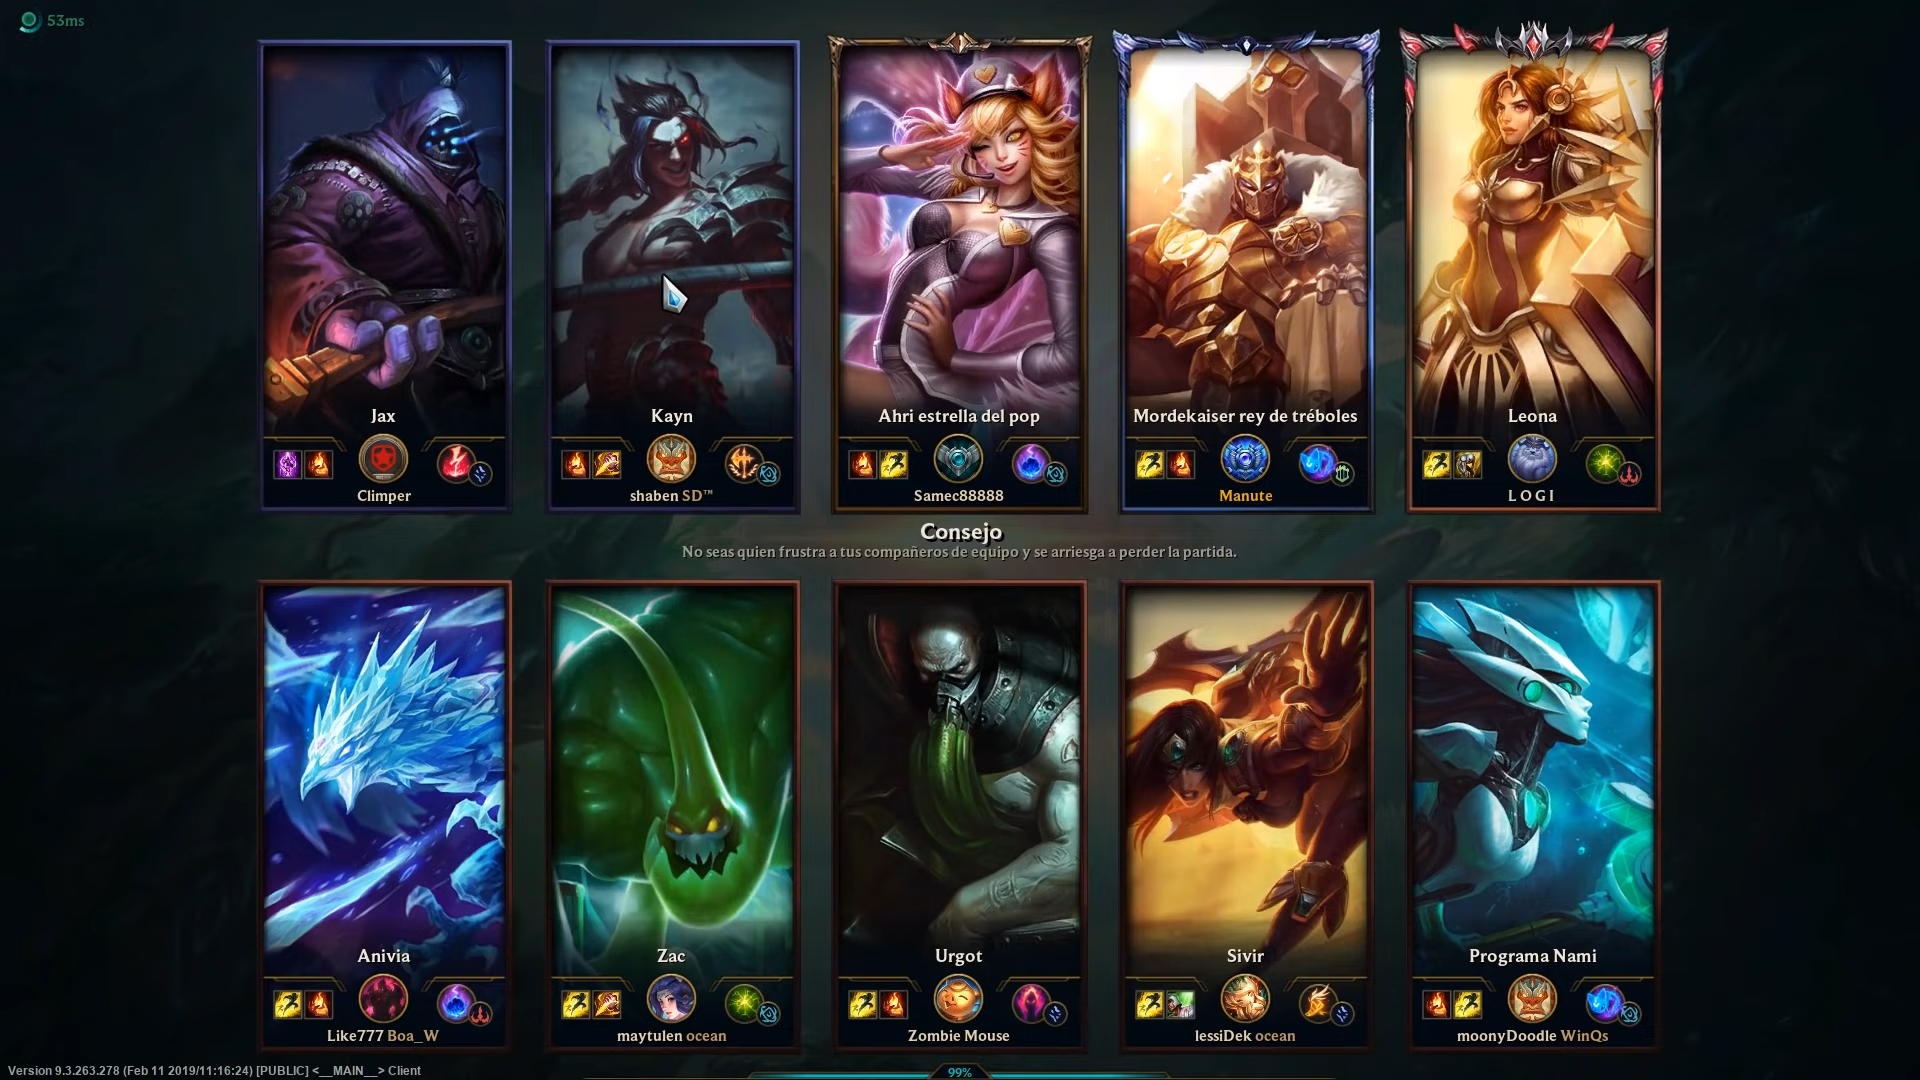 53ms
Jax
Kayn
Ahri estrella del pop
Mordekaiser rey de tréboles
Leona
Climper
shaben SD™
Samec88888
Manute
L O G I
Consejo
No seas quien frustra a tus compañeros de equipo y se arriesga a perder la partida.
Anivia
Zac
Urgot
Sivir
Programa Nami
Like777 Boa_W
maytulen ocean
Zombie Mouse
lessiDek ocean
moonyDoodle WinQs
Version 9.3.263.278 (Feb 11 2019/11:16:24) [PUBLIC] <__MAIN__> Client
99%